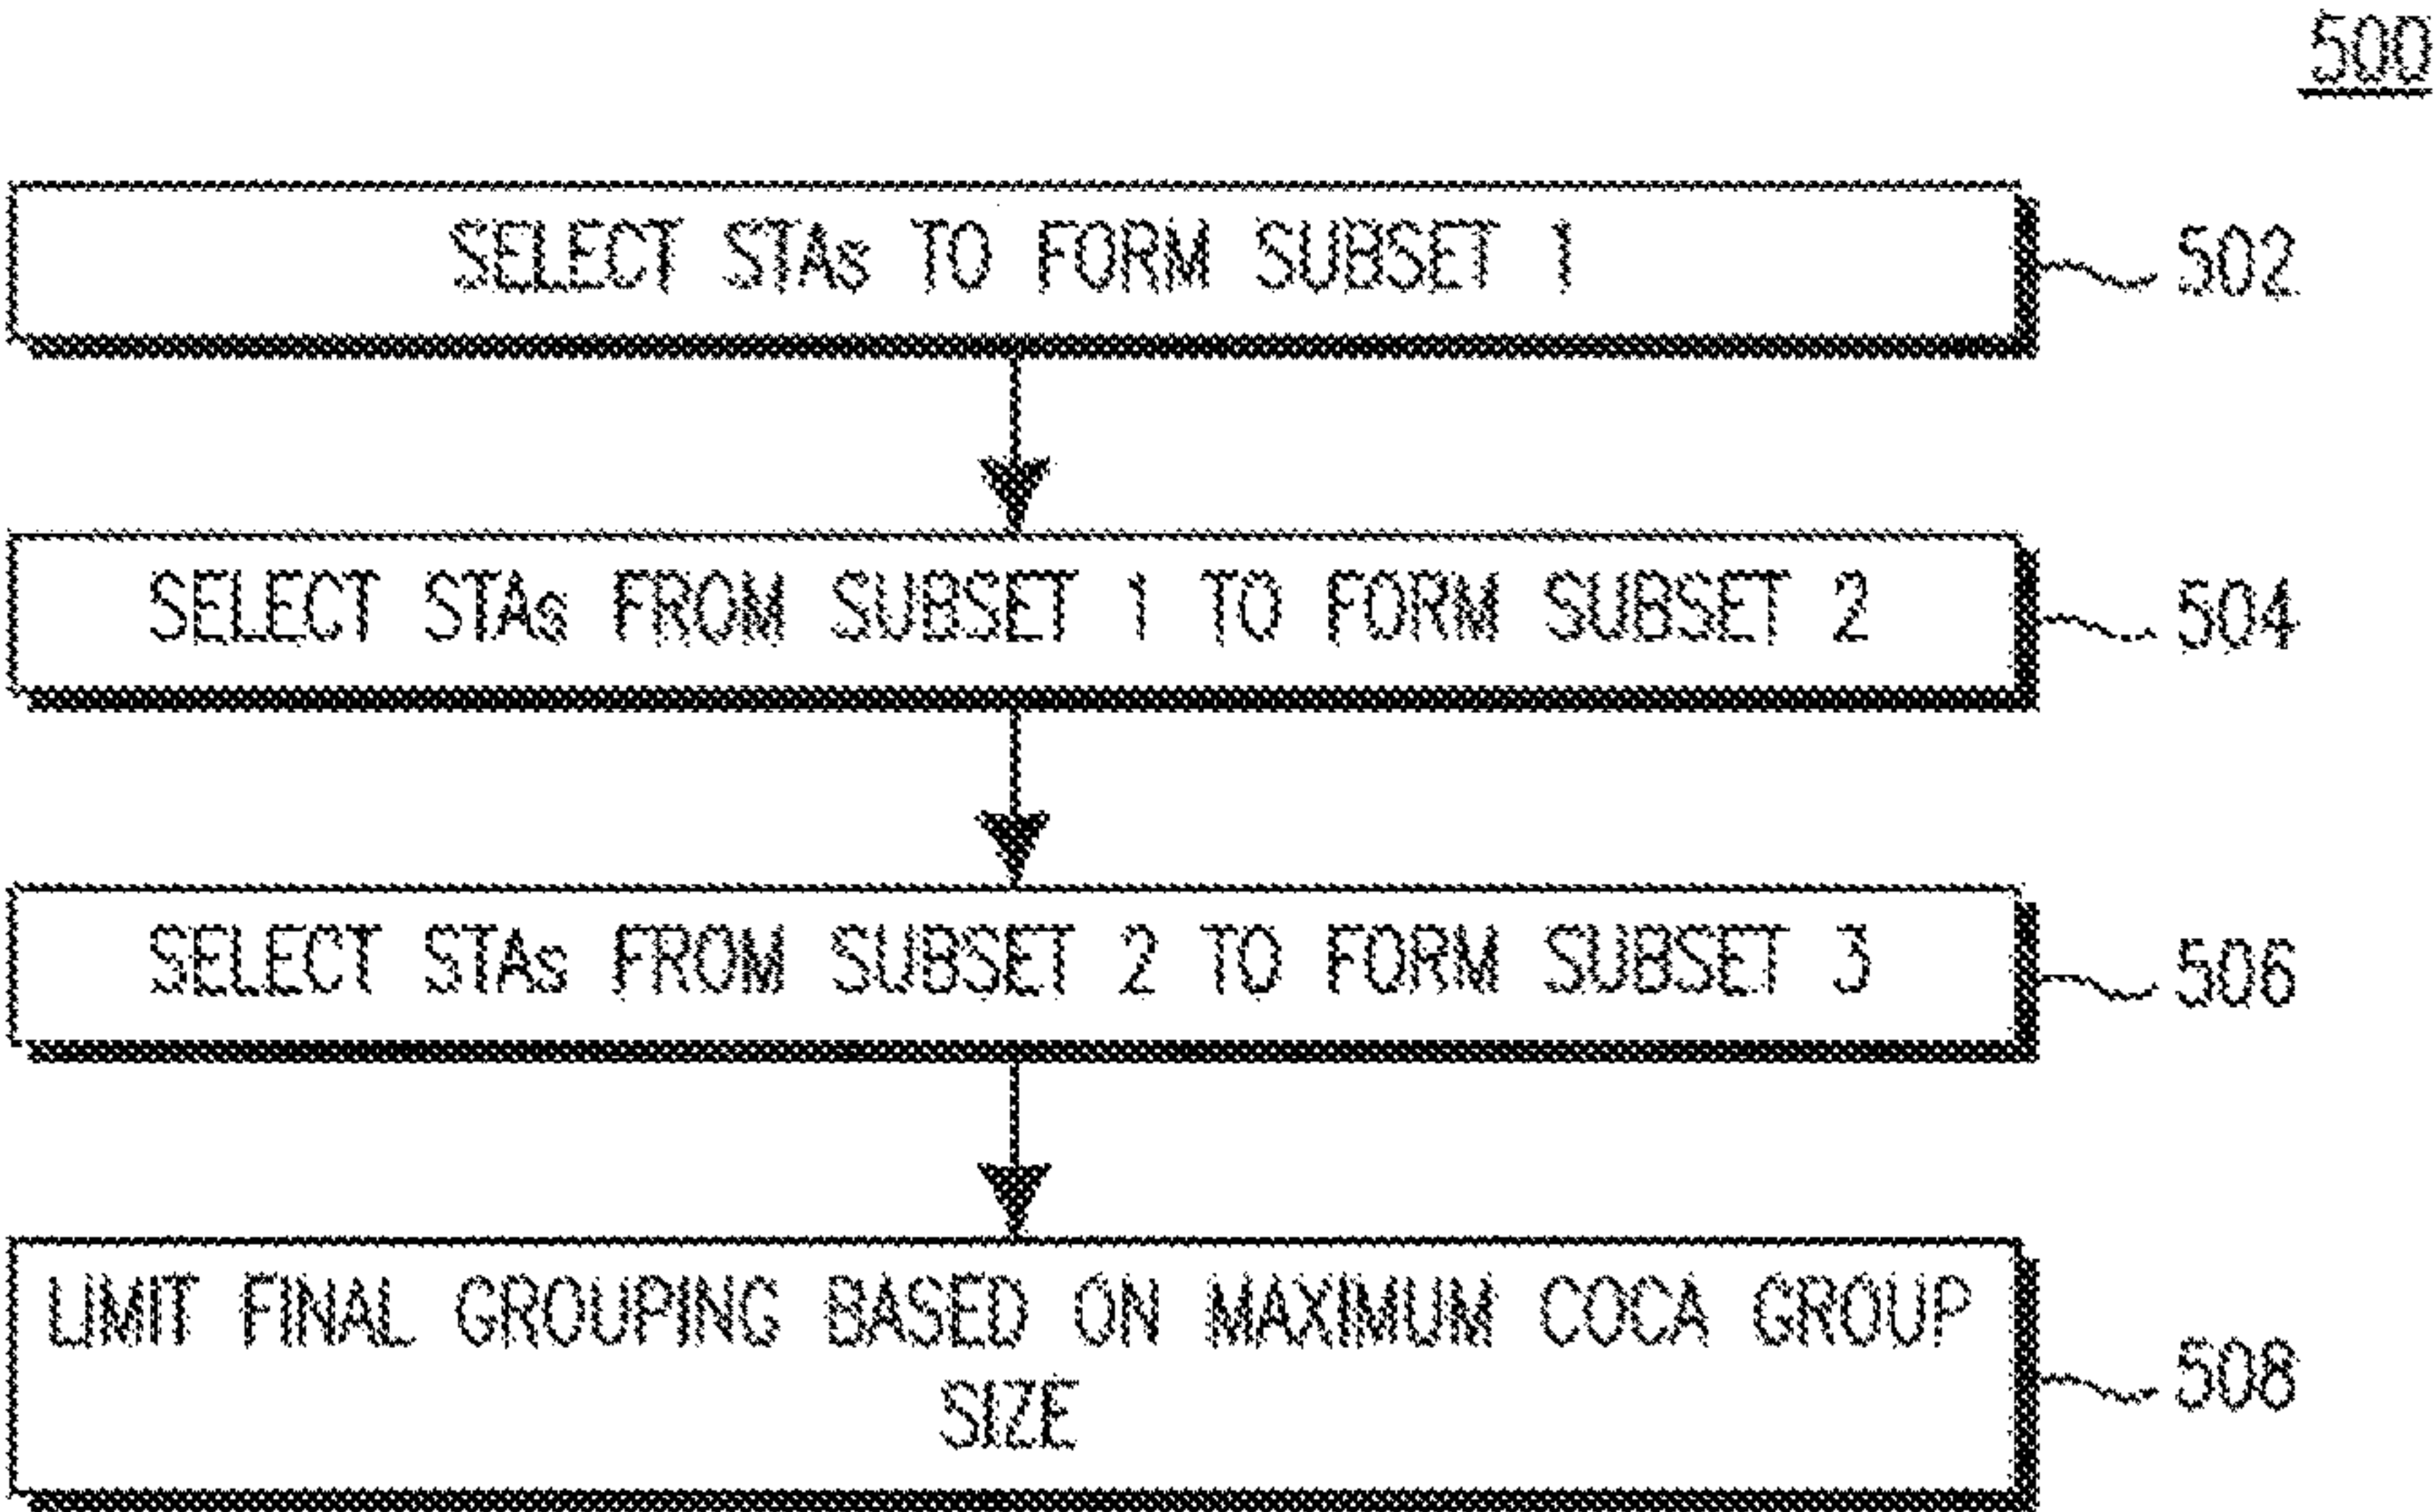 500
SELECT STAs TO FORM SUBSET 1
502
SELECT STAs FROM SUBSET 1 TO FORM SUBSET 2
504
SELECT STAs FROM SUBSET 2 TO FORM SUBSET 3
506
LIMIT FINAL GROUPING BASED ON MAXIMUM COCA GROUP
SIZE
508